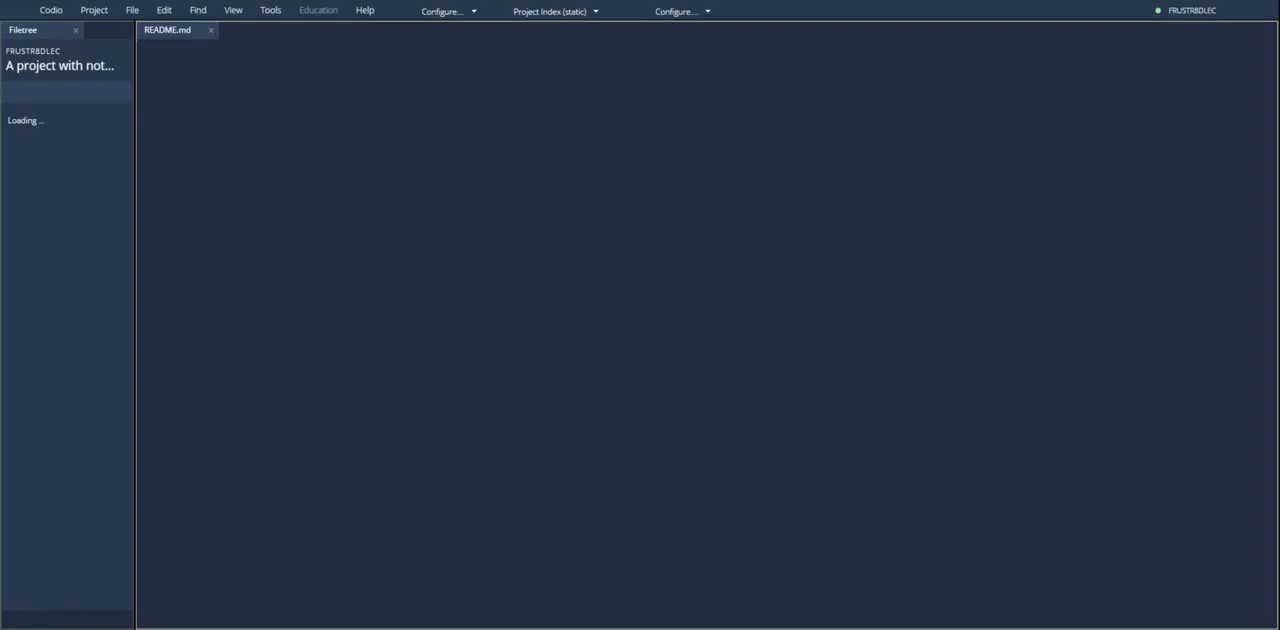 Codio Project File Edit Find View Tools Education Help Configure... Project Index (static) Configure... FRUSTR8DLEC
Filetree × README.md ×
FRUSTR8DLEC
A project with not...
Loading ...